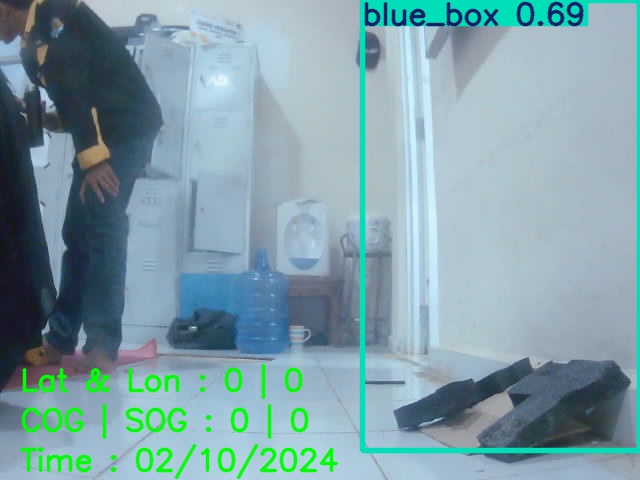 blue_box 0.69
Lat & Lon : 0 | 0
COG | SOG : 0 | 0
Time : 02/10/2024